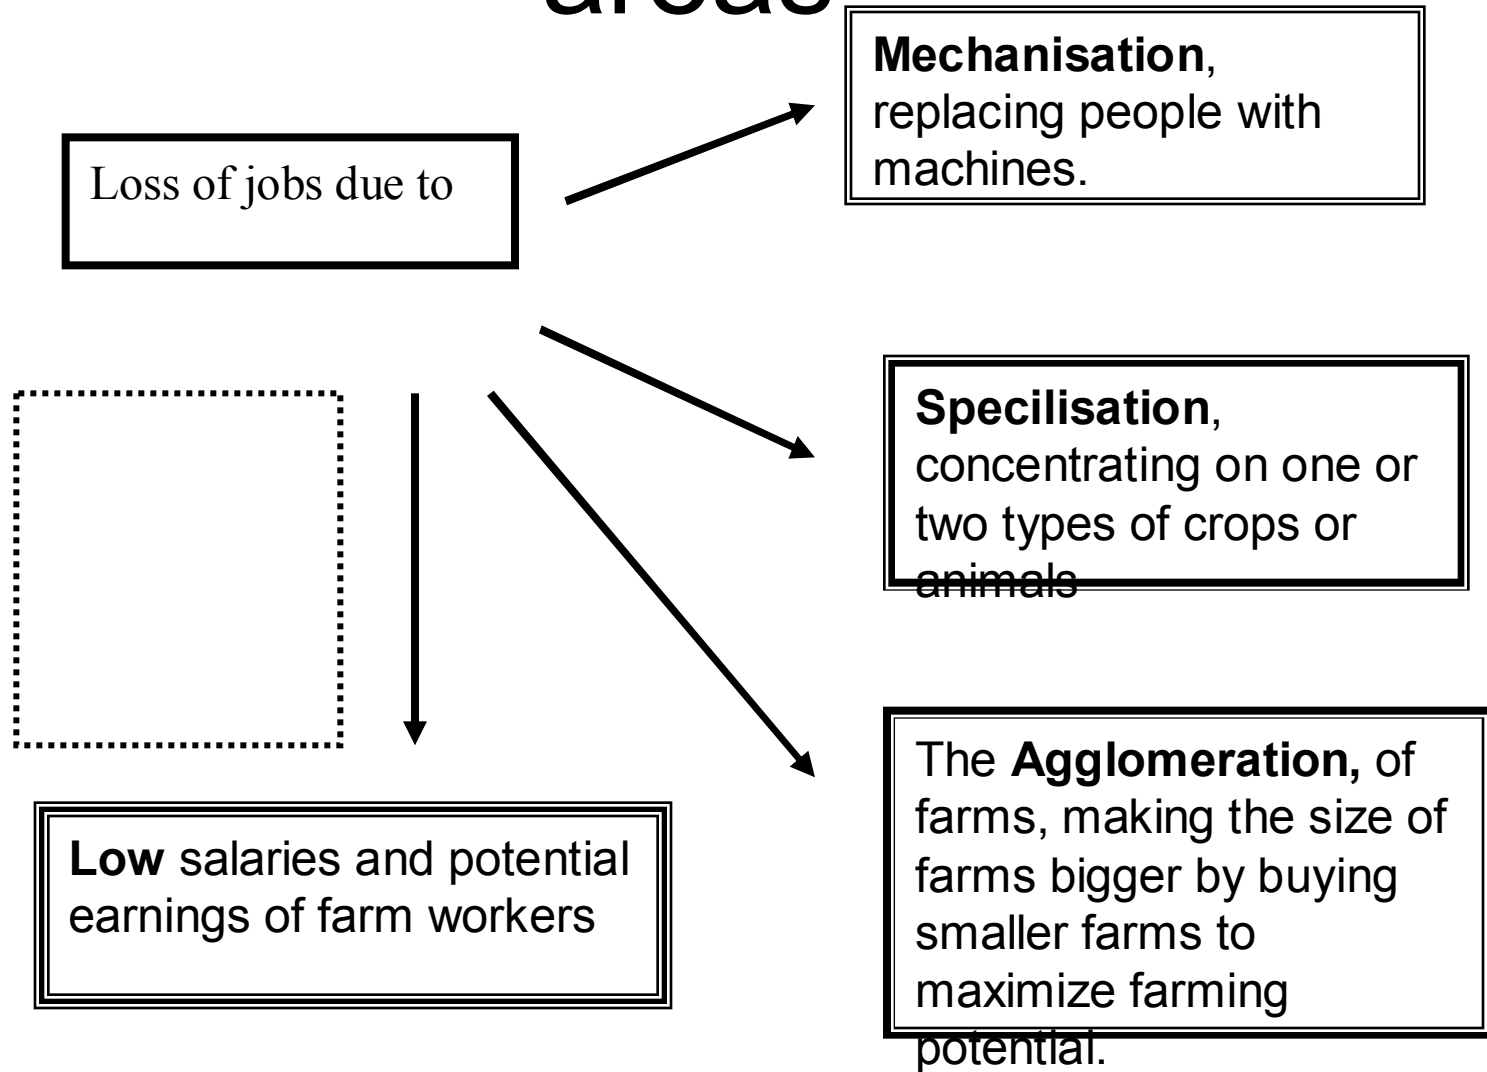 areas
Mechanisation,
replacing people with
machines.
Loss of jobs due to
Specilisation,
concentrating on one or
two types of crops or
animals
Low salaries and potential
earnings of farm workers
The Agglomeration, of
farms, making the size of
farms bigger by buying
smaller farms to
maximize farming
potential.